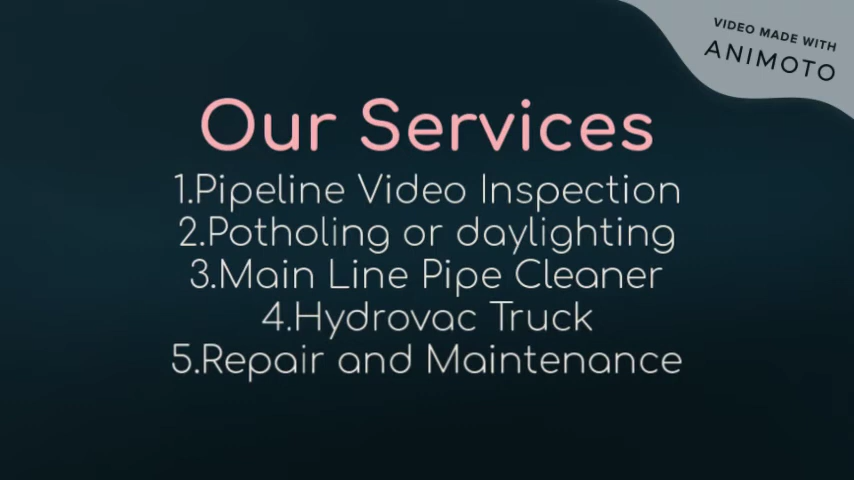 VIDEO MADE WITH
ANIMOTO
Our Services
1.Pipeline Video Inspection
2.Potholing or daylighting
3.Main Line Pipe Cleaner
4.Hydrovac Truck
5.Repair and Maintenance